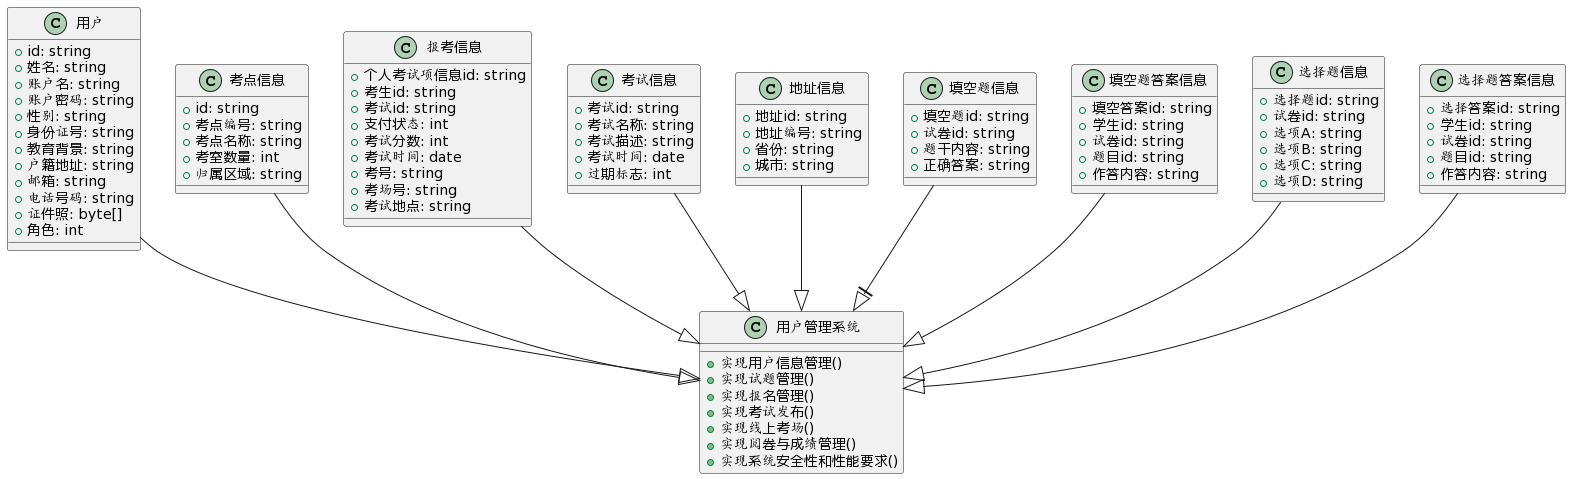 C 用户
id: string
姓名: string
账户名: string
账户密码: string
性别: string
身份证号: string
教育背景: string
户籍地址: string
邮箱: string
电话号码: string
证件照: byte[]
角色: int
C 考点信息
id: string
考点编号: string
考点名称: string
考室数量: int
归属区域: string
C 报考信息
个人考试项信息id: string
考生id: string
考试id: string
支付状态: int
考试分数: int
考试时间: date
考号: string
考场号: string
考试地点: string
C 考试信息
考试id: string
考试名称: string
考试描述: string
考试时间: date
过期标志: int
C 地址信息
地址id: string
地址编号: string
省份: string
城市: string
C 填空题信息
填空题id: string
试卷id: string
题干内容: string
正确答案: string
C 填空题答案信息
填空答案id: string
学生id: string
试卷id: string
题目id: string
作答内容: string
C 选择题信息
选择题id: string
试卷id: string
选项A: string
选项B: string
选项C: string
选项D: string
C 选择题答案信息
选择答案id: string
学生id: string
试卷id: string
题目id: string
作答内容: string
C 用户管理系统
实现用户信息管理()
实现试题管理()
实现报名管理()
实现考试发布()
实现线上考场()
实现阅卷与成绩管理()
实现系统安全性和性能要求()